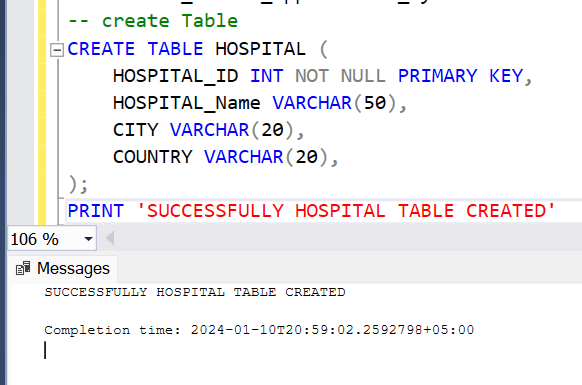 -- create Table
CREATE TABLE HOSPITAL (
HOSPITAL_ID INT NOT NULL PRIMARY KEY,
HOSPITAL_Name VARCHAR(50),
CITY VARCHAR(20),
COUNTRY VARCHAR(20),
);
PRINT 'SUCCESSFULLY HOSPITAL TABLE CREATED'
106 %
Messages
SUCCESSFULLY HOSPITAL TABLE CREATED
Completion time: 2024-01-10T20:59:02.2592798+05:00